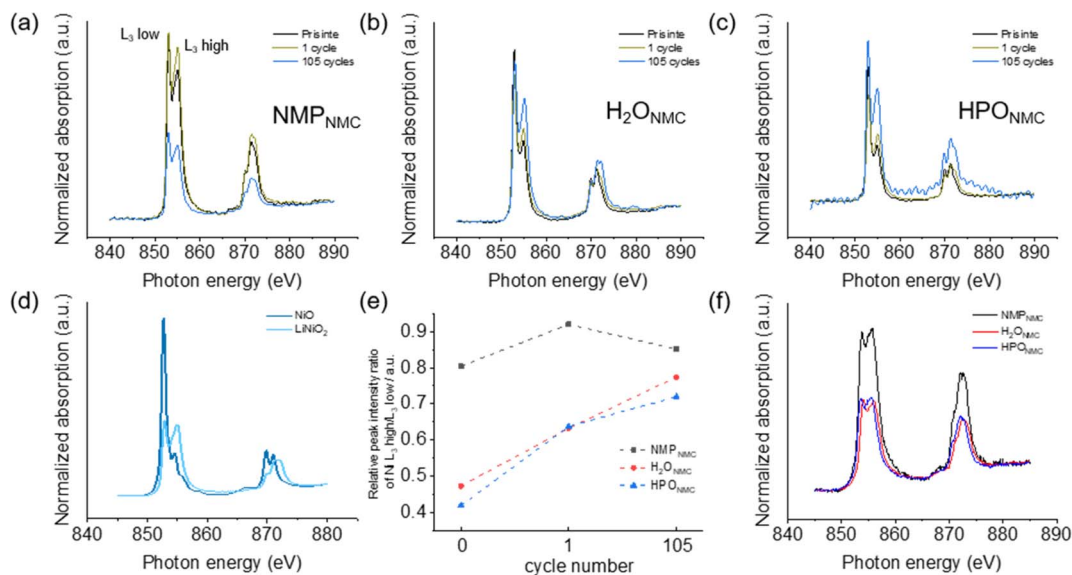 (a)
Normalized absorption (a.u.)
L3 low
L3 high
Prisinte
1 cycle
105 cycles
NMPNMC
840 850 860 870 880 890
Photon energy (eV)
(b)
Normalized absorption (a.u.)
Prisinte
1 cycle
105 cycles
H2ONMC
840 850 860 870 880 890
Photon energy (eV)
(c)
Normalized absorption (a.u.)
Prisinte
1 cycle
105 cycles
HPONMC
840 850 860 870 880 890
Photon energy (eV)
(d)
Normalized absorption (a.u.)
NiO
LiNiO2
840 850 860 870 880
Photon energy (eV)
(e)
Relative peak intensity ratio
of Ni L3 high/L3 low / a.u.
0.9
0.8
0.7
0.6
0.5
0.4
NMPNMC
H2ONMC
HPONMC
0 1 105
cycle number
(f)
Normalized absorption (a.u.)
NMPNMC
H2ONMC
HPONMC
840 850 860 870 880 890
Photon energy (eV)